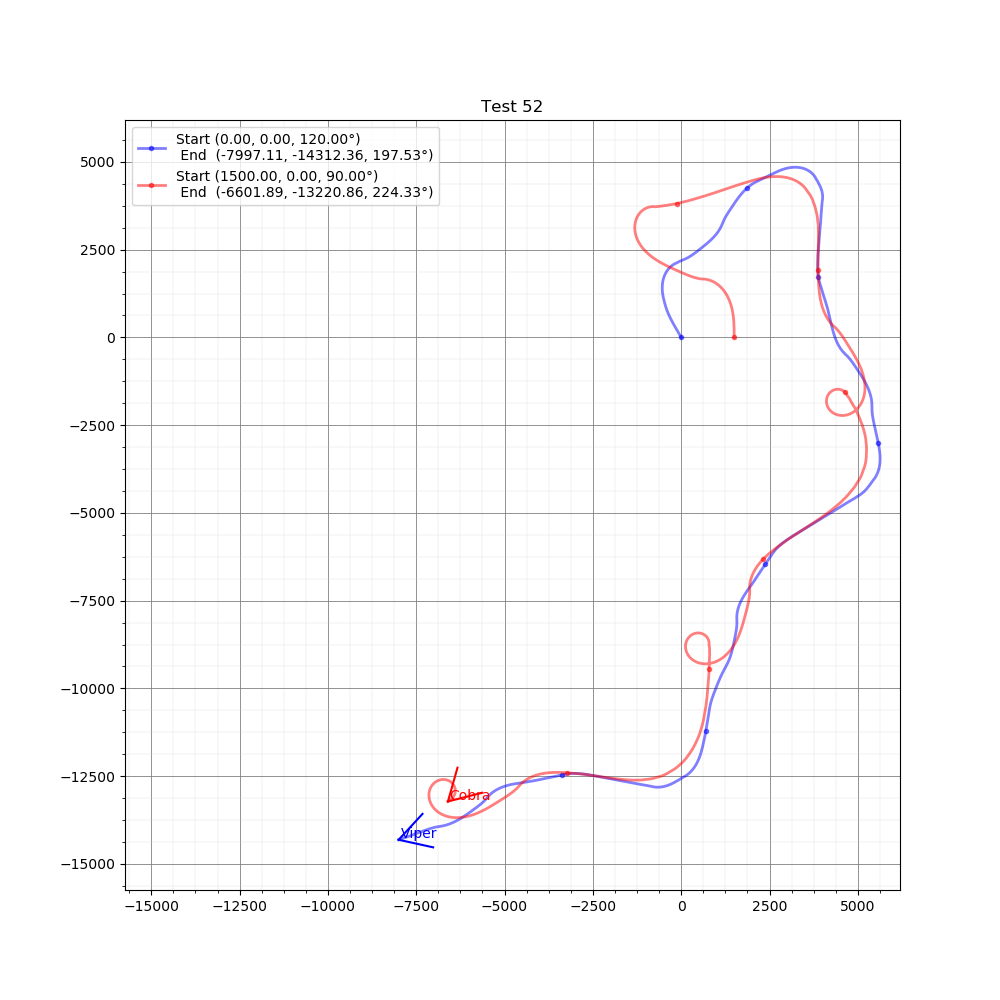 Test 52
Start (0.00, 0.00, 120.00°)
End  (-7997.11, -14312.36, 197.53°)
Start (1500.00, 0.00, 90.00°)
End  (-6601.89, -13220.86, 224.33°)
5000
2500
0
−2500
−5000
−7500
−10000
−12500
−15000
Cobra
Viper
−15000 −12500 −10000 −7500 −5000 −2500 0 2500 5000